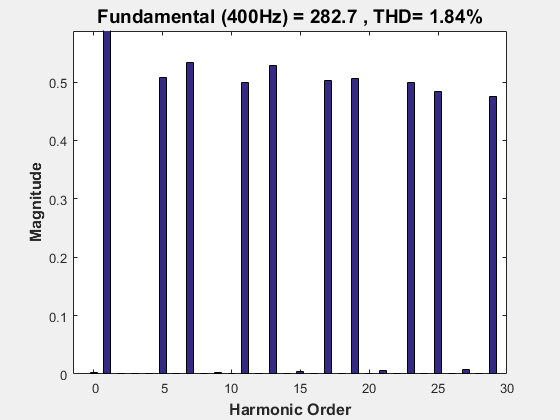 Fundamental (400Hz) = 282.7 , THD= 1.84%
0.5
0.4
0.3
0.2
0.1
0
Magnitude
0 5 10 15 20 25 30
Harmonic Order